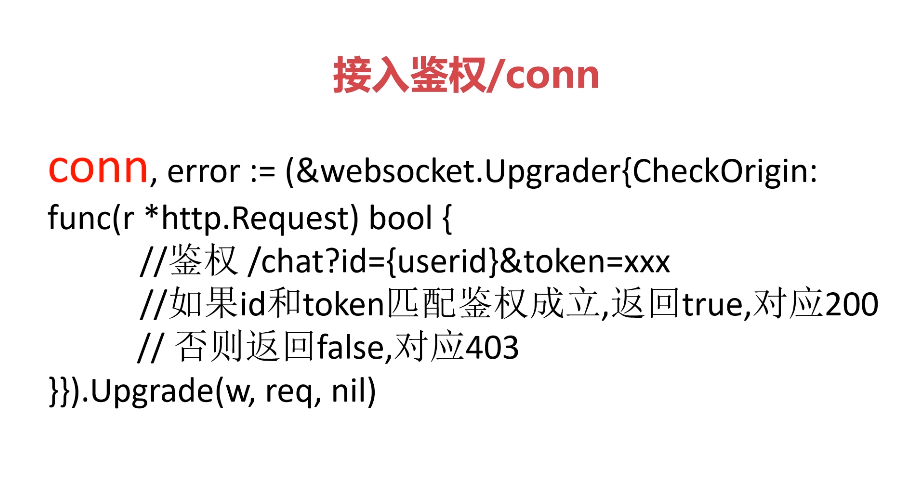 接入鉴权/conn
conn, error := (&websocket.Upgrader{CheckOrigin:
func(r *http.Request) bool {
//鉴权 /chat?id={userid}&token=xxx
//如果id和token匹配鉴权成立,返回true,对应200
// 否则返回false,对应403
}}).Upgrade(w, req, nil)